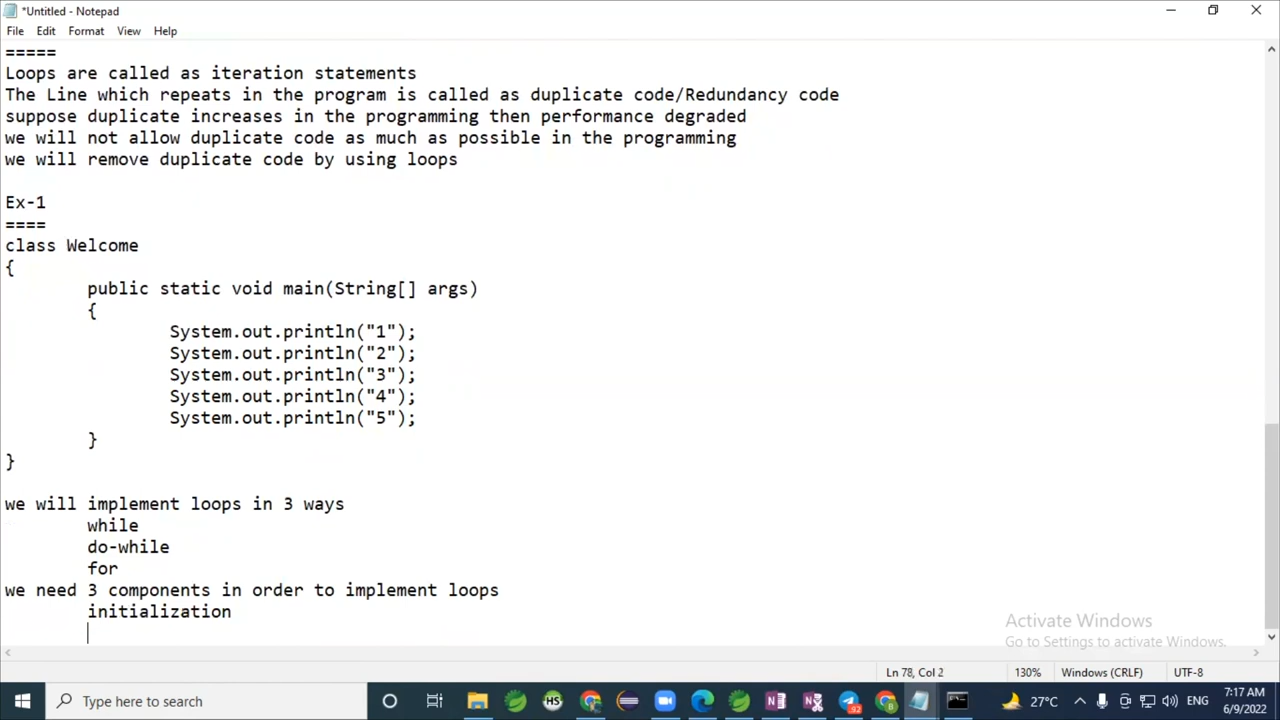 *Untitled - Notepad
File Edit Format View Help
=====
Loops are called as iteration statements
The Line which repeats in the program is called as duplicate code/Redundancy code
suppose duplicate increases in the programming then performance degraded
we will not allow duplicate code as much as possible in the programming
we will remove duplicate code by using loops
Ex-1
====
class Welcome
{
public static void main(String[] args)
{
System.out.println("1");
System.out.println("2");
System.out.println("3");
System.out.println("4");
System.out.println("5");
}
}
we will implement loops in 3 ways
while
do-while
for
we need 3 components in order to implement loops
initialization
Activate Windows
Go to Settings to activate Windows.
Ln 78, Col 2 130% Windows (CRLF) UTF-8
Type here to search
HS
27°C
ENG
7:17 AM
6/9/2022